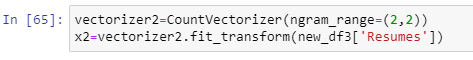 In [65]: vectorizer2=CountVectorizer(ngram_range=(2,2))
x2=vectorizer2.fit_transform(new_df3['Resumes'])